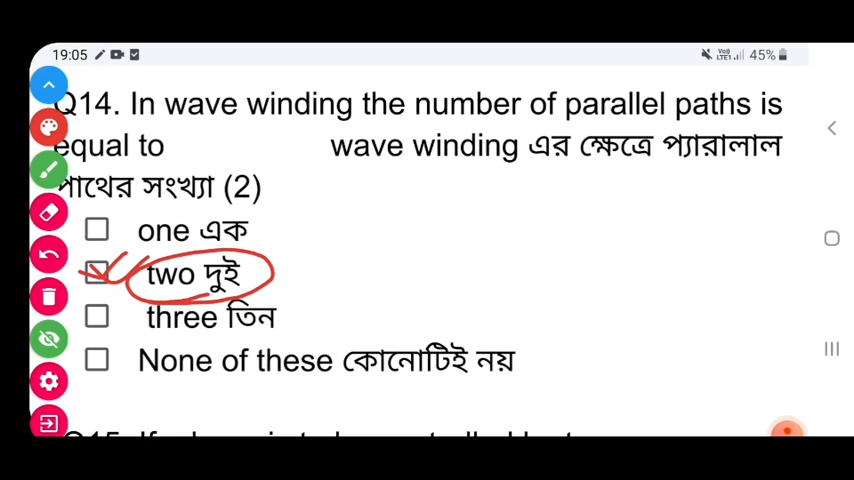 19:05 LTE1 45%
Q14. In wave winding the number of parallel paths is
equal to wave winding এর ক্ষেত্রে প্যারালাল
পাথের সংখ্যা (2)
one এক
two দুই
three তিন
None of these কোনোটিই নয়